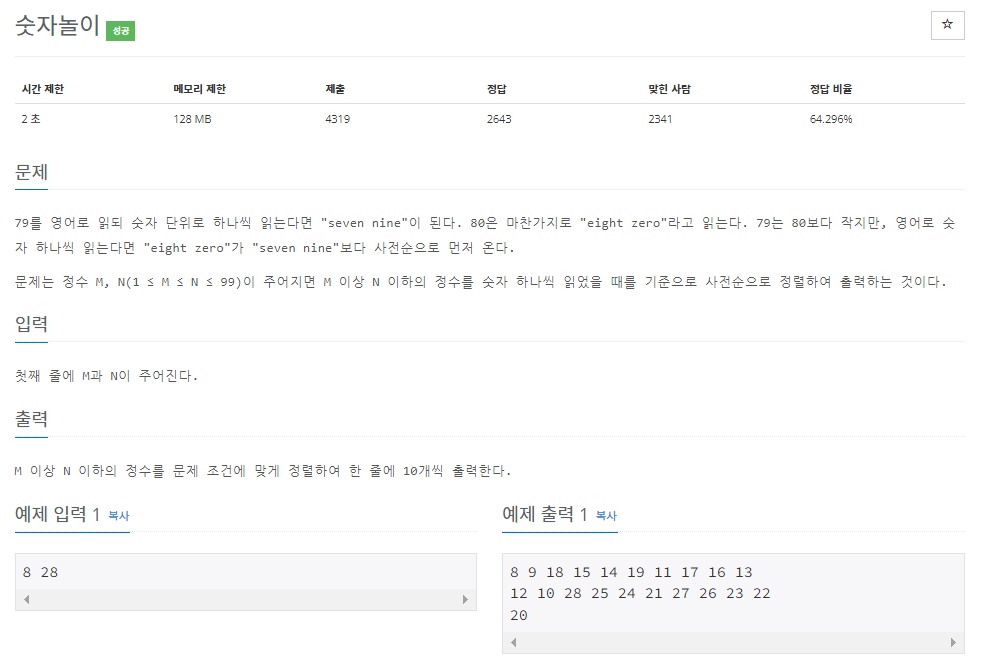 숫자놀이 성공
☆
시간 제한 메모리 제한 제출 정답 맞힌 사람 정답 비율
2 초 128 MB 4319 2643 2341 64.296%
문제
79를 영어로 읽되 숫자 단위로 하나씩 읽는다면 "seven nine"이 된다. 80은 마찬가지로 "eight zero"라고 읽는다. 79는 80보다 작지만, 영어로 숫
자 하나씩 읽는다면 "eight zero"가 "seven nine"보다 사전순으로 먼저 온다.
문제는 정수 M, N(1 ≤ M ≤ N ≤ 99)이 주어지면 M 이상 N 이하의 정수를 숫자 하나씩 읽었을 때를 기준으로 사전순으로 정렬하여 출력하는 것이다.
입력
첫째 줄에 M과 N이 주어진다.
출력
M 이상 N 이하의 정수를 문제 조건에 맞게 정렬하여 한 줄에 10개씩 출력한다.
예제 입력 1 복사
8 28
예제 출력 1 복사
8 9 18 15 14 19 11 17 16 13
12 10 28 25 24 21 27 26 23 22
20